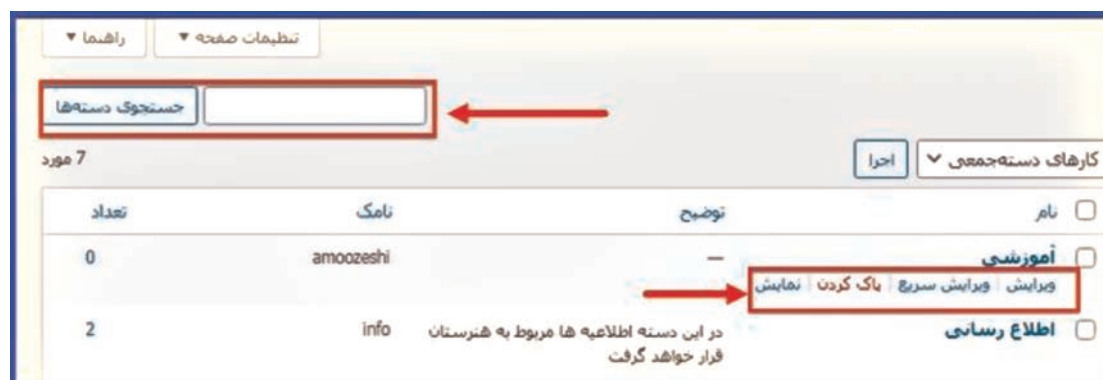 تنظیمات صفحه ▼ راهنما ▼
جستجوی دسته‌ها
کارهای دسته‌جمعی اجرا 7 مورد
نام توضیح نامک تعداد
آموزشی — amoozeshi 0
ویرایش | ویرایش سریع | پاک کردن | نمایش
اطلاع رسانی در این دسته اطلاعیه ها مربوط به هنرستان info 2
قرار خواهد گرفت